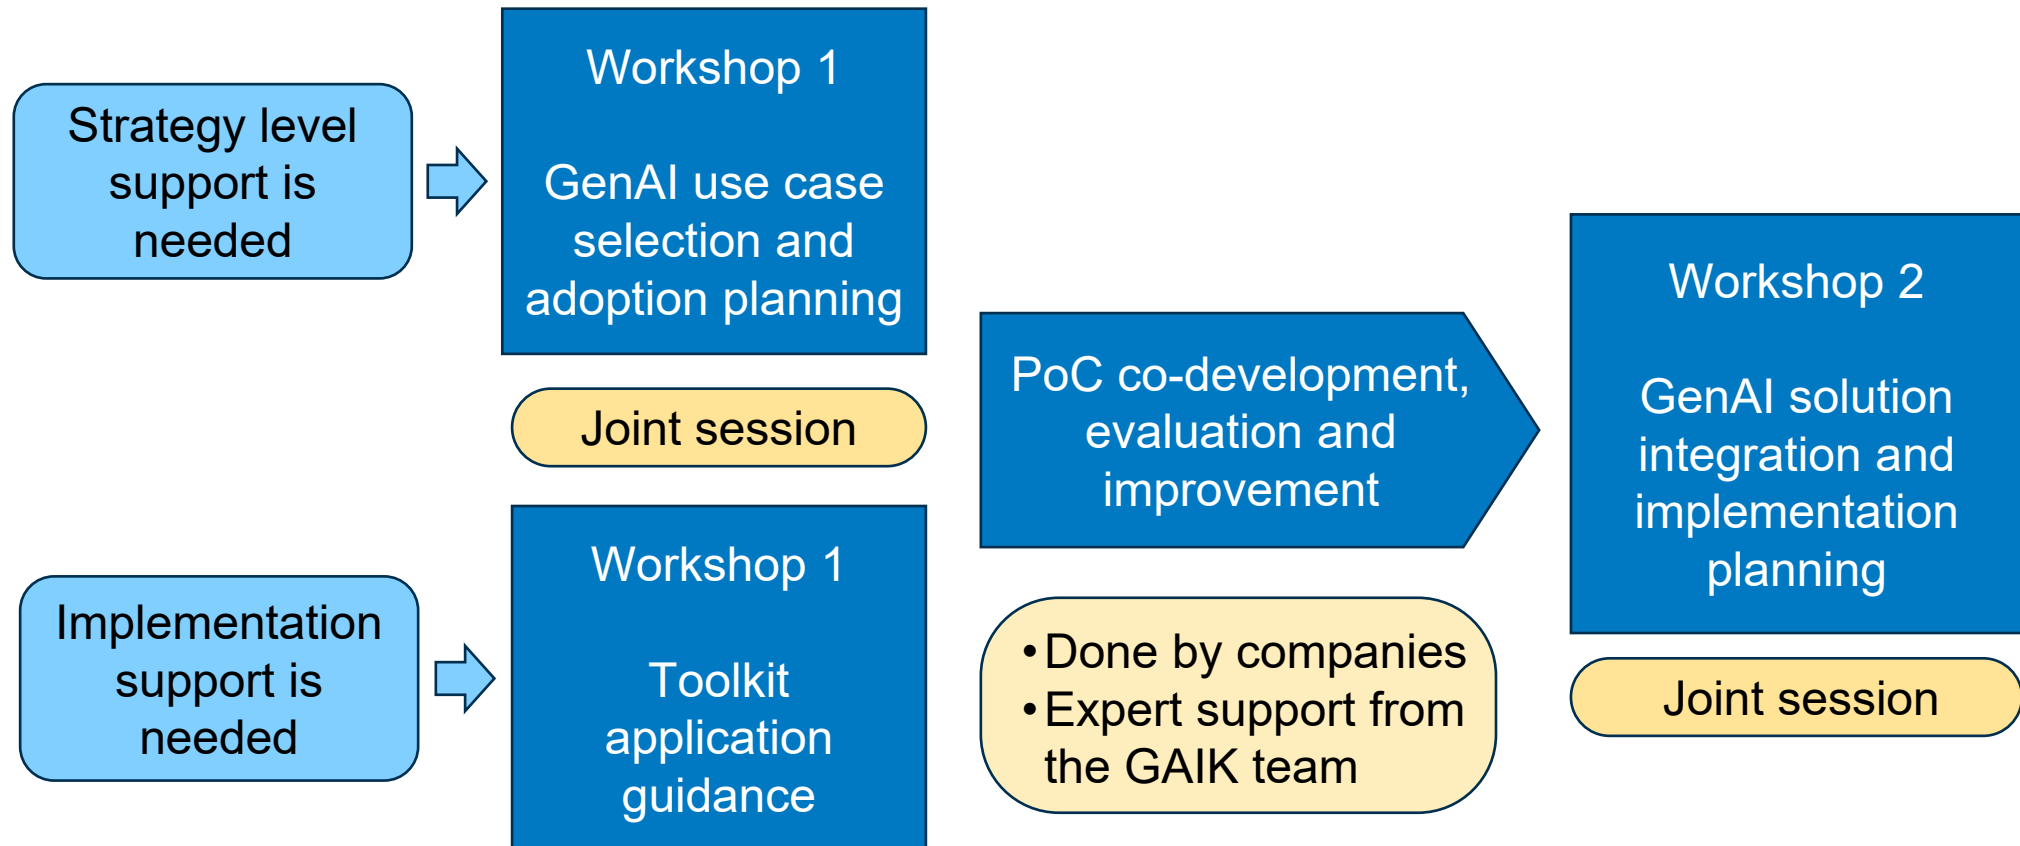 Strategy level
support is
needed
Workshop 1
GenAI use case
selection and
adoption planning
Joint session
Implementation
support is
needed
Workshop 1
Toolkit
application
guidance
PoC co-development,
evaluation and
improvement
•Done by companies
•Expert support from
the GAIK team
Workshop 2
GenAI solution
integration and
implementation
planning
Joint session